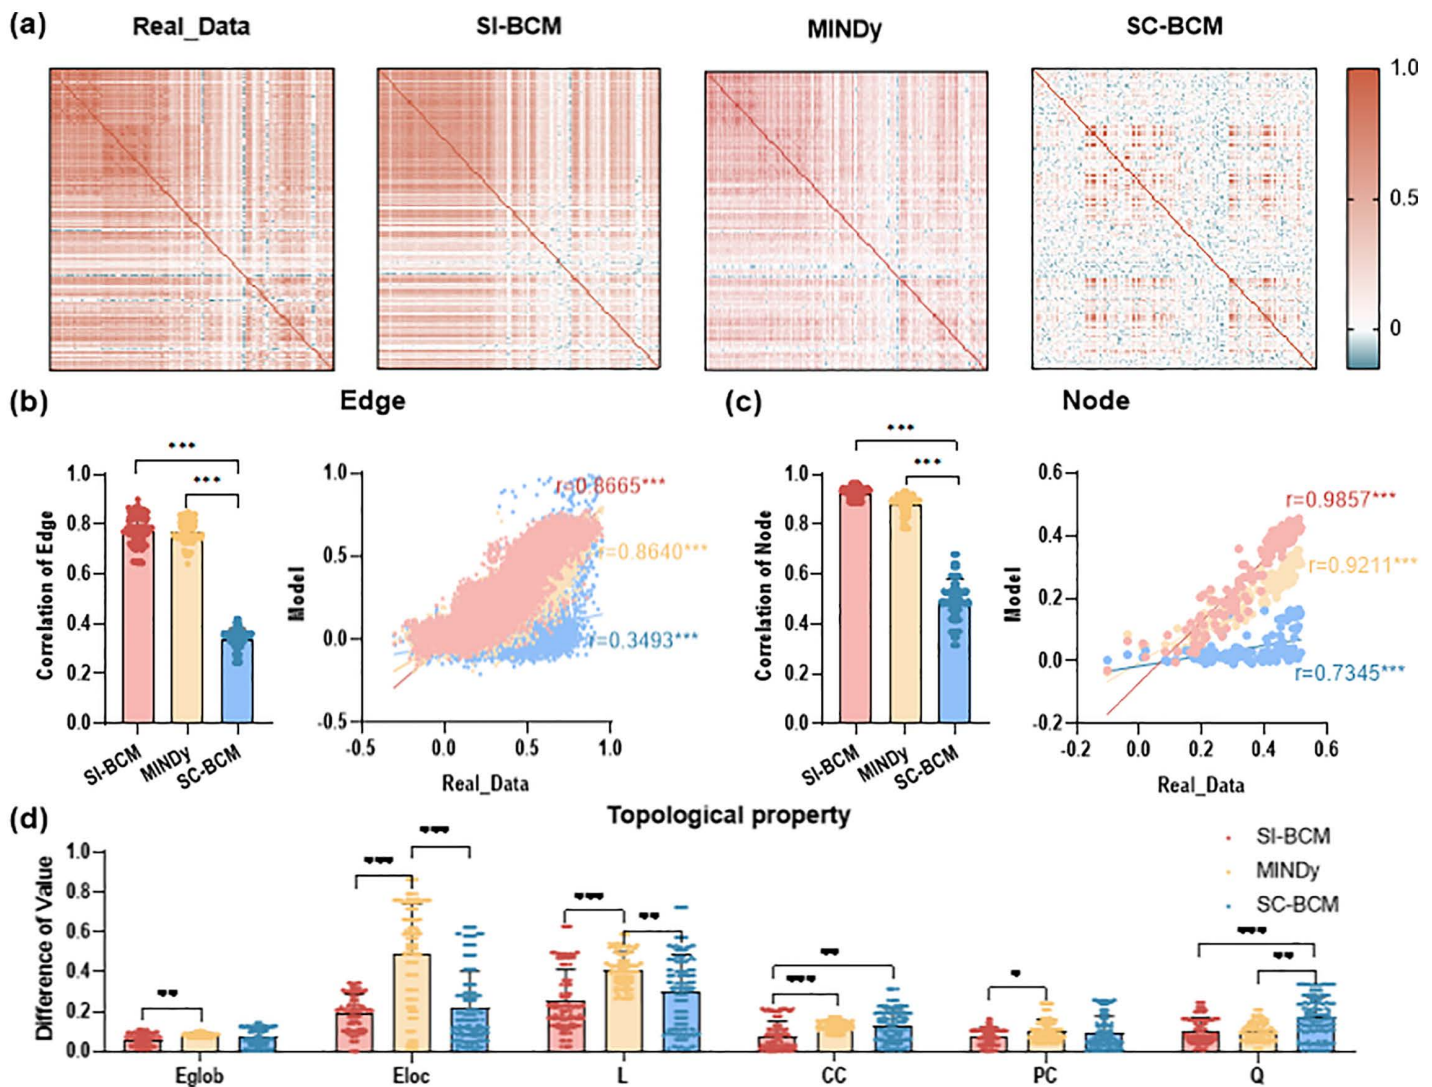 (a)
Real_Data
SI-BCM
MINDy
SC-BCM
1.0
0.5
0
(b)
Edge
***
***
Correlation of Edge
1.0
0.8
0.6
0.4
0.2
0.0
SI-BCM
MINDy
SC-BCM
Model
1.0
0.5
0.0
-0.5
-0.5
0.0
0.5
1.0
Real_Data
r=0.8665***
r=0.8640***
r=0.3493***
(c)
Node
***
***
Correlation of Node
1.0
0.8
0.6
0.4
0.2
0.0
SI-BCM
MINDy
SC-BCM
Model
0.6
0.4
0.2
0.0
-0.2
-0.2
0.0
0.2
0.4
0.6
Real_Data
r=0.9857***
r=0.9211***
r=0.7345***
(d)
Topological property
Difference of Value
1.0
0.8
0.6
0.4
0.2
0.0
**
***
***
***
**
**
***
*
***
**
SI-BCM
MINDy
SC-BCM
Eglob
Eloc
L
CC
PC
Q